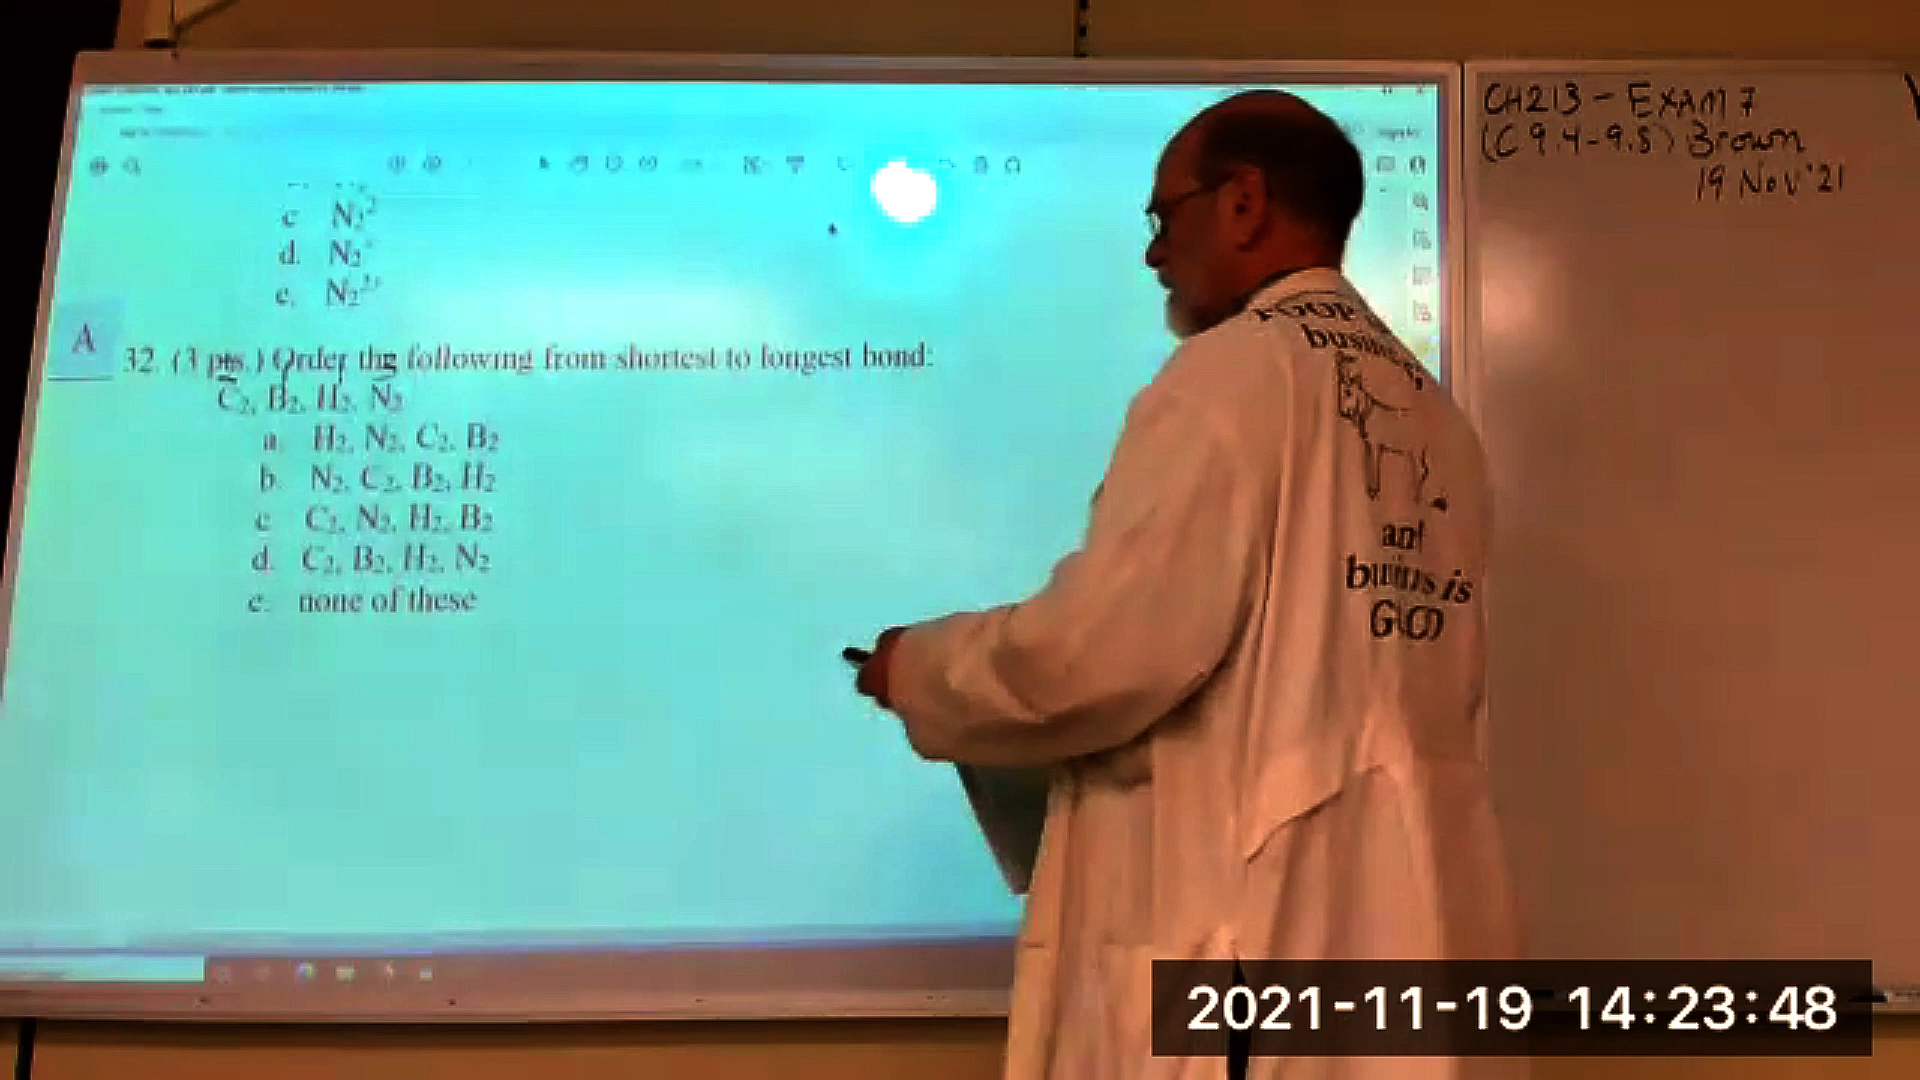 c N₂²
d. N₂
e. N₂²⁺
A
32. (3 pts.) Order the following from shortest to longest bond:
C₂, B₂, H₂, N₂
a. H₂, N₂, C₂, B₂
b. N₂, C₂, B₂, H₂
c. C₂, N₂, H₂, B₂
d. C₂, B₂, H₂, N₂
e. none of these
CH213 - EXAM 7
(C 9.4-9.8) Brown
19 Nov '21
and
is
2021-11-19 14:23:48